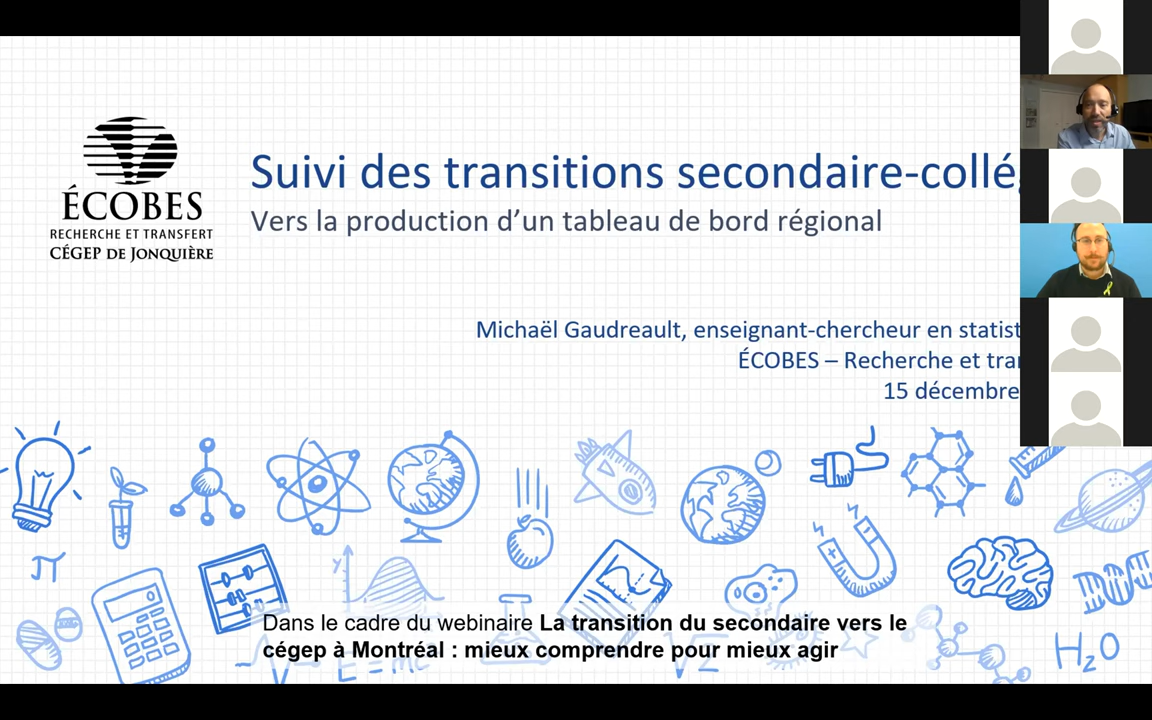 Suivi des transitions secondaire-collé
Vers la production d’un tableau de bord régional
ÉCOBES
RECHERCHE ET TRANSFERT
CÉGEP DE JONQUIÈRE
Michaël Gaudreault, enseignant-chercheur en statist
ÉCOBES – Recherche et tra
15 décembre
π
y
Dans le cadre du webinaire La transition du secondaire vers le
cégep à Montréal : mieux comprendre pour mieux agir
E=mc
H2O